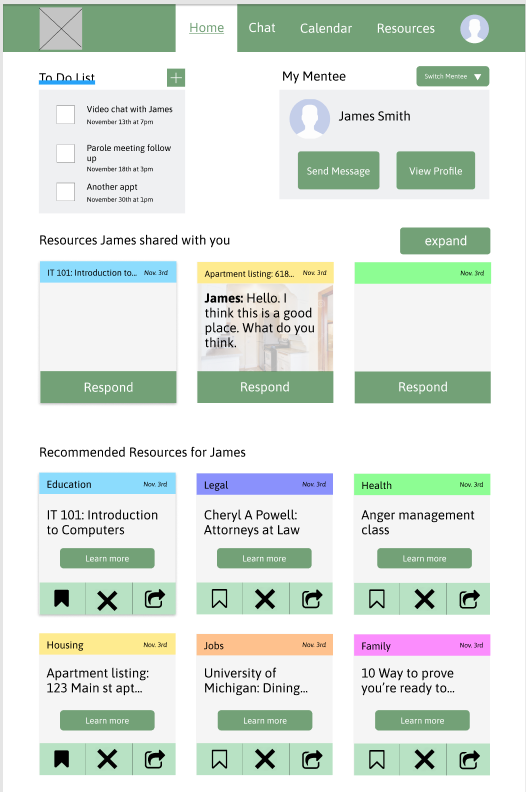 Home Chat Calendar Resources
To Do List +
My Mentee Switch Mentee
Video chat with James
November 13th at 7pm
Parole meeting follow
up
November 18th at 3pm
Another appt
November 30th at 1pm
James Smith
Send Message View Profile
Resources James shared with you expand
IT 101: Introduction to... Nov. 3rd
Respond
Apartment listing: 618... Nov. 3rd
James: Hello. I
think this is a good
place. What do you
think.
Respond
Nov. 3rd
Respond
Recommended Resources for James
Education Nov. 3rd
IT 101: Introduction
to Computers
Learn more
Legal Nov. 3rd
Cheryl A Powell:
Attorneys at Law
Learn more
Health Nov. 3rd
Anger management
class
Learn more
Housing Nov. 3rd
Apartment listing:
123 Main st apt...
Learn more
Jobs Nov. 3rd
University of
Michigan: Dining...
Learn more
Family Nov. 3rd
10 Way to prove
you're ready to...
Learn more